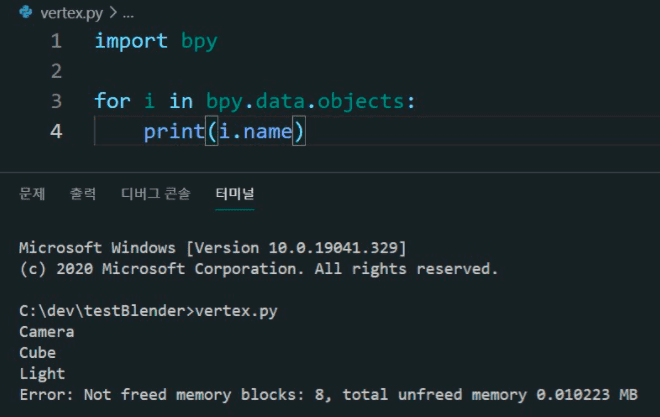 vertex.py > ...
1 import bpy
2
3 for i in bpy.data.objects:
4     print(i.name)
문제 출력 디버그 콘솔 터미널
Microsoft Windows [Version 10.0.19041.329]
(c) 2020 Microsoft Corporation. All rights reserved.
C:\dev\testBlender>vertex.py
Camera
Cube
Light
Error: Not freed memory blocks: 8, total unfreed memory 0.010223 MB